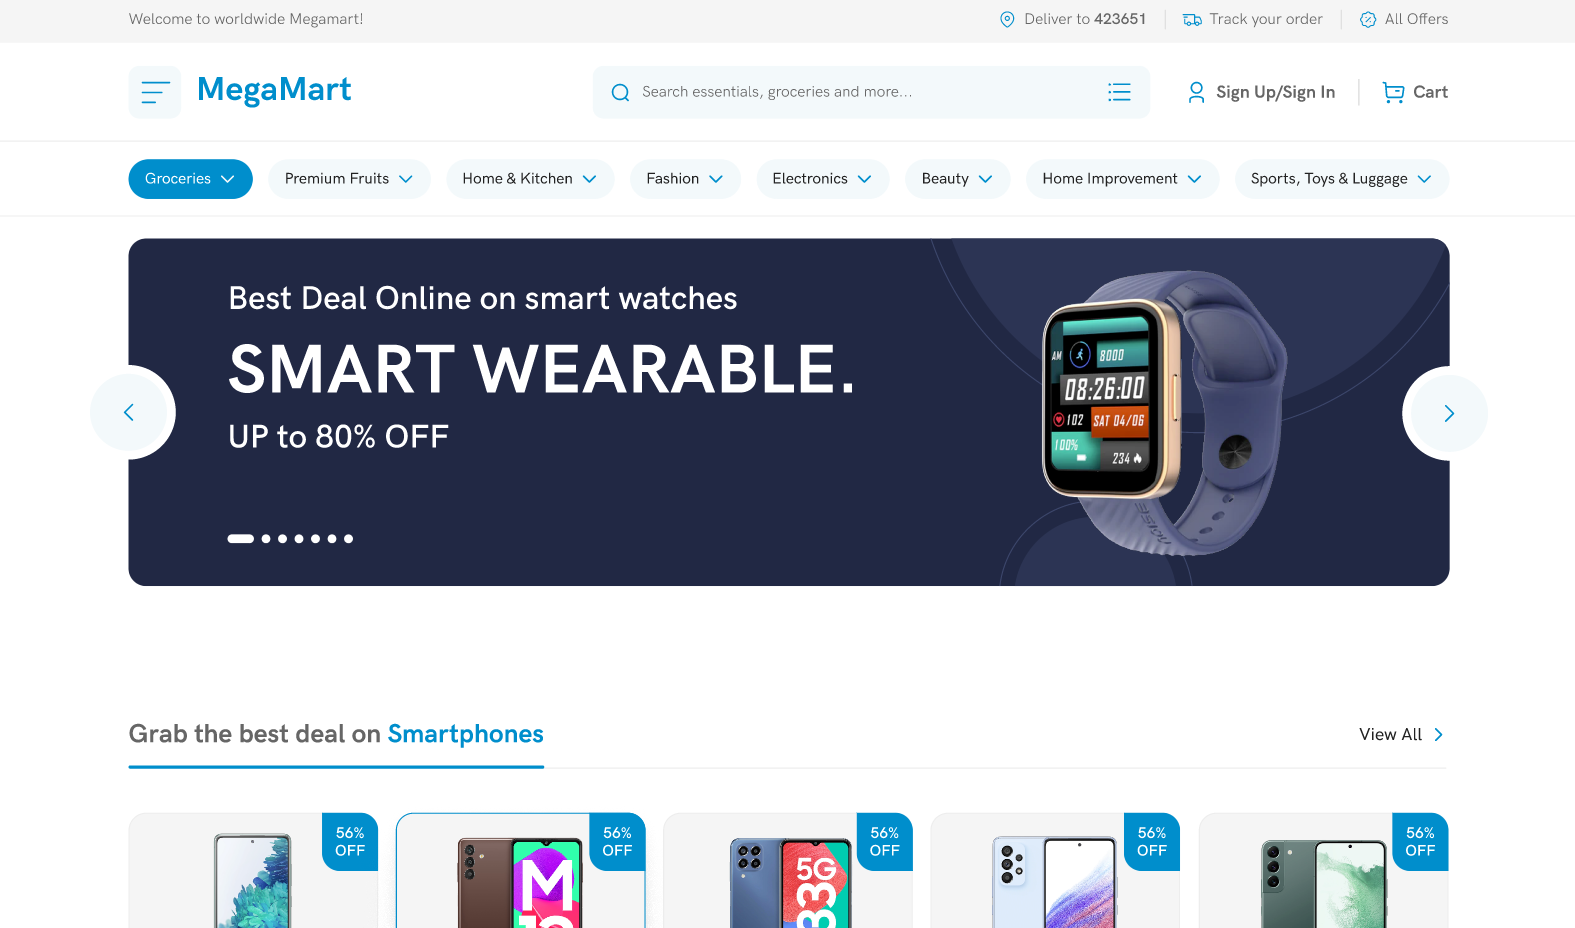 Welcome to worldwide Megamart!
Deliver to 423651
Track your order
All Offers
MegaMart
Search essentials, groceries and more...
Sign Up/Sign In
Cart
Groceries
Premium Fruits
Home & Kitchen
Fashion
Electronics
Beauty
Home Improvement
Sports, Toys & Luggage
Best Deal Online on smart watches
SMART WEARABLE.
UP to 80% OFF
AM
8000
08:26:00
102
SAT 04/06
100%
234
Grab the best deal on Smartphones
View All
56%
OFF
56%
OFF
56%
OFF
56%
OFF
56%
OFF
M
5G
33